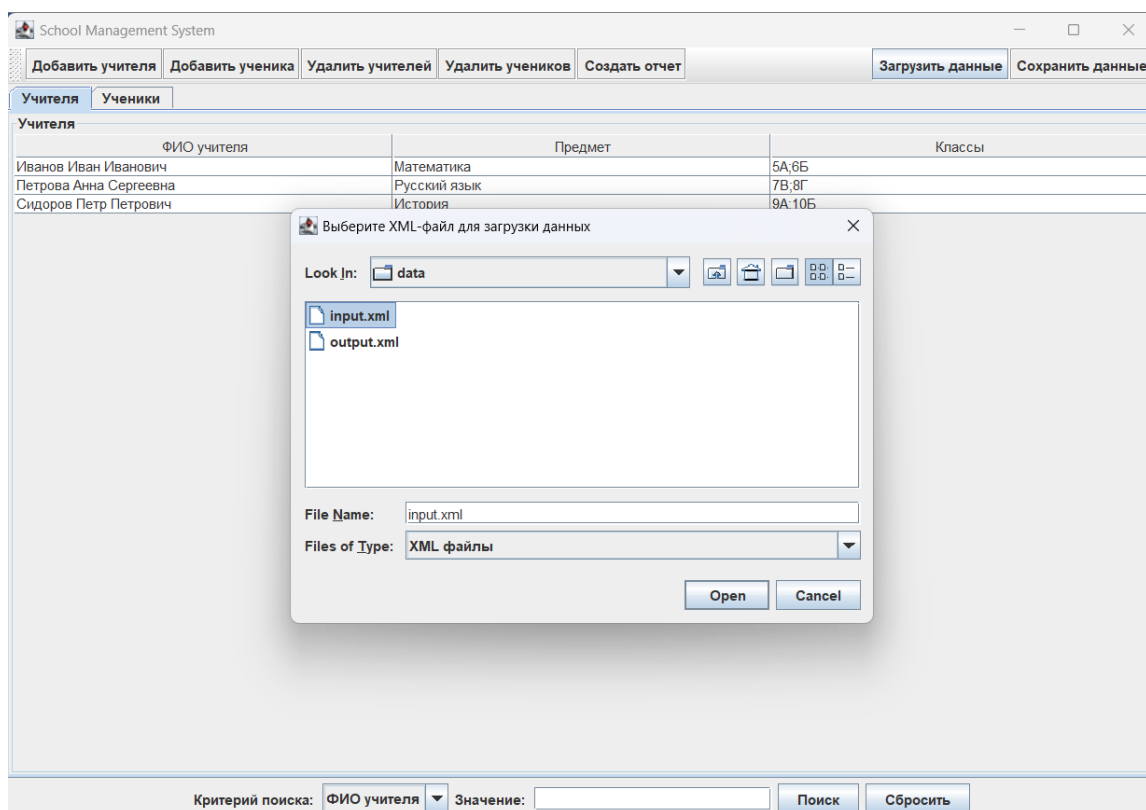 School Management System
Добавить учителя Добавить ученика Удалить учителей Удалить учеников Создать отчет Загрузить данные Сохранить данные
Учителя Ученики
Учителя
ФИО учителя Предмет Классы
Иванов Иван Иванович Математика 5А;6Б
Петрова Анна Сергеевна Русский язык 7В;8Г
Сидоров Петр Петрович История 9А;10Б
Выберите XML-файл для загрузки данных
Look In: data
input.xml
output.xml
File Name: input.xml
Files of Type: XML файлы
Open Cancel
Критерий поиска: ФИО учителя Значение: Поиск Сбросить